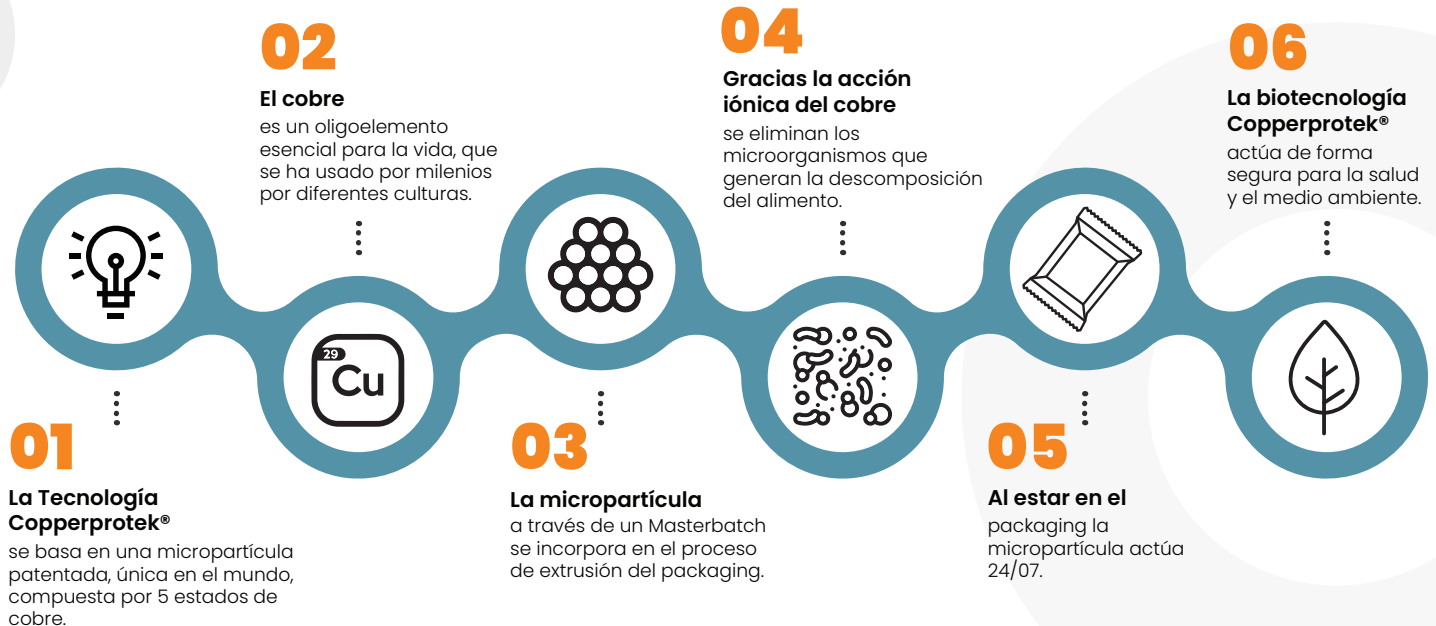 01
La Tecnología
Copperprotek®
se basa en una micropartícula
patentada, única en el mundo,
compuesta por 5 estados de
cobre.
02
El cobre
es un oligoelemento
esencial para la vida, que
se ha usado por milenios
por diferentes culturas.
29
Cu
03
La micropartícula
a través de un Masterbatch
se incorpora en el proceso
de extrusión del packaging.
04
Gracias la acción
iónica del cobre
se eliminan los
microorganismos que
generan la descomposición
del alimento.
05
Al estar en el
packaging la
micropartícula actúa
24/07.
06
La biotecnología
Copperprotek®
actúa de forma
segura para la salud
y el medio ambiente.